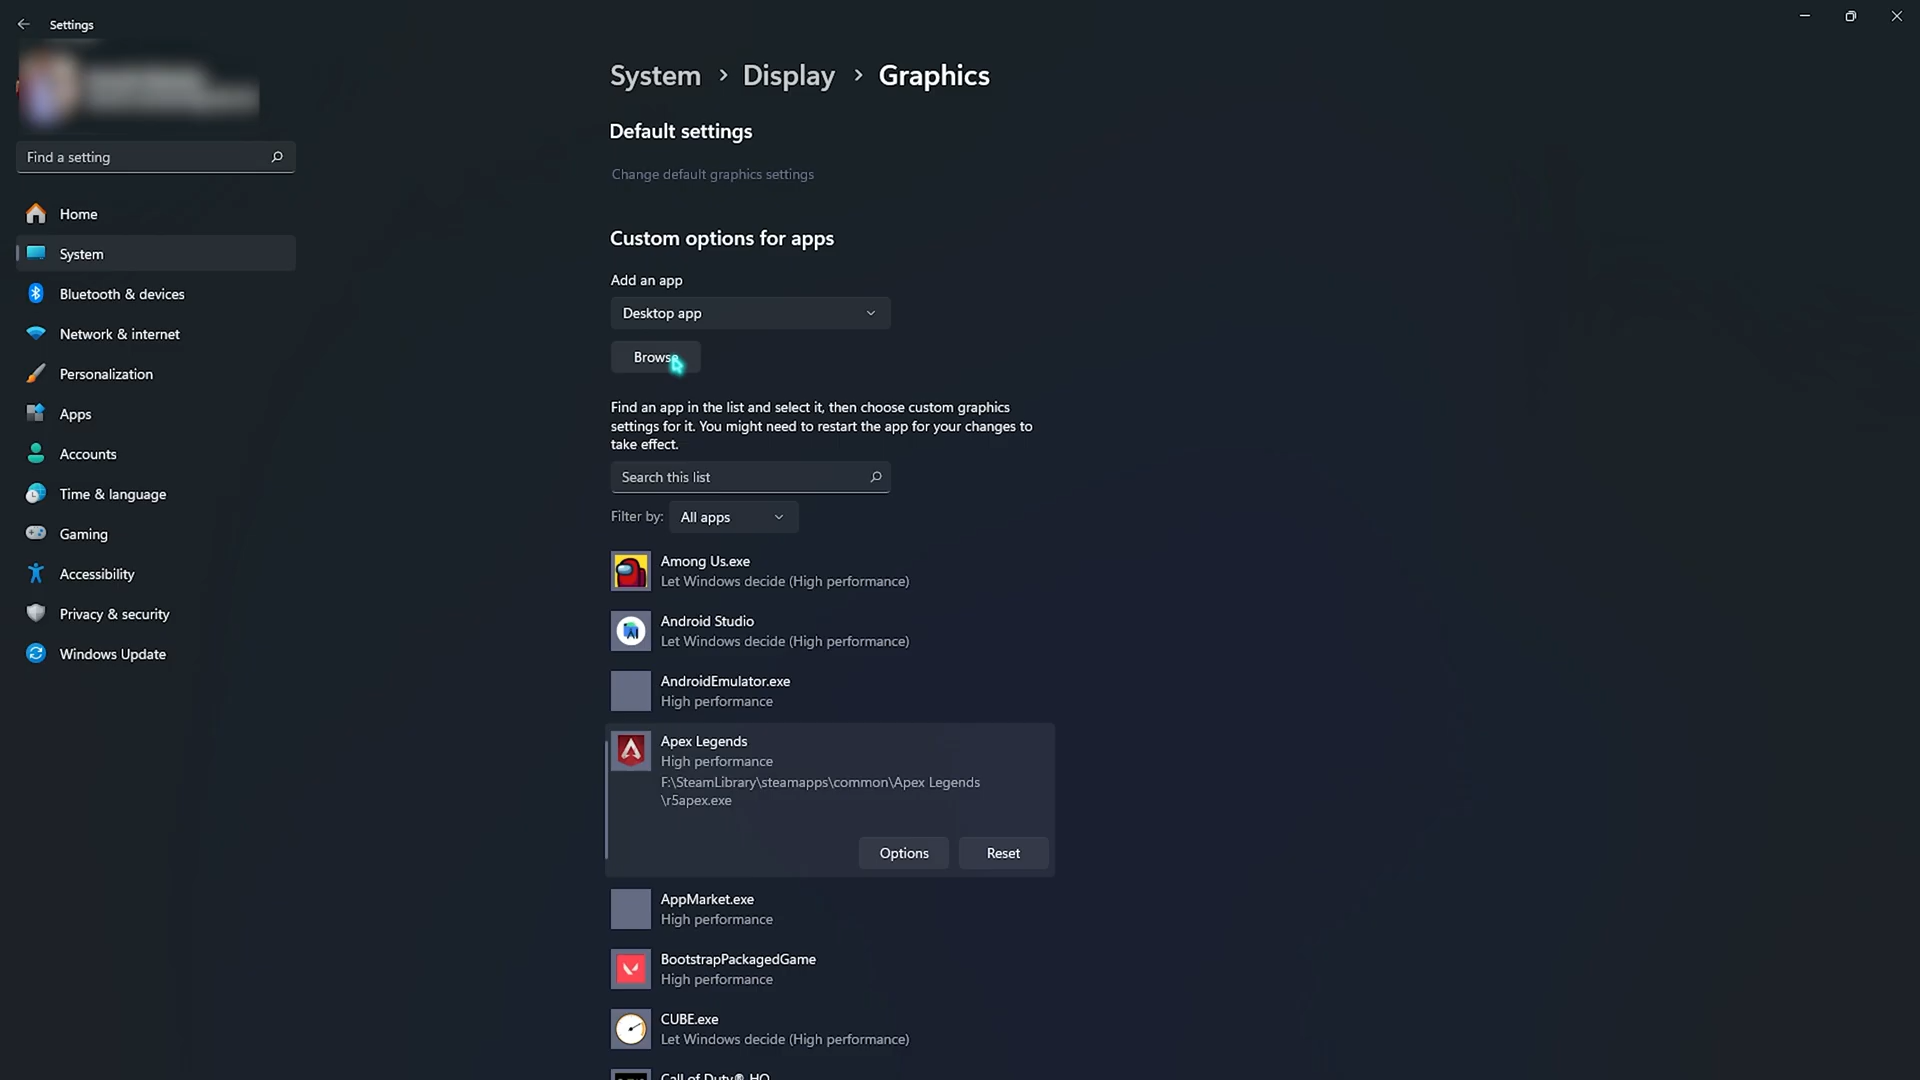 Settings
Find a setting
Home
System
Bluetooth & devices
Network & internet
Personalization
Apps
Accounts
Time & language
Gaming
Accessibility
Privacy & security
Windows Update
System > Display > Graphics
Default settings
Change default graphics settings
Custom options for apps
Add an app
Desktop app
Browse
Find an app in the list and select it, then choose custom graphics
settings for it. You might need to restart the app for your changes to
take effect.
Search this list
Filter by: All apps
Among Us.exe
Let Windows decide (High performance)
Android Studio
Let Windows decide (High performance)
AndroidEmulator.exe
High performance
Apex Legends
High performance
F:\SteamLibrary\steamapps\common\Apex Legends
\r5apex.exe
Options Reset
AppMarket.exe
High performance
BootstrapPackagedGame
High performance
CUBE.exe
Let Windows decide (High performance)
Call of Duty® HQ